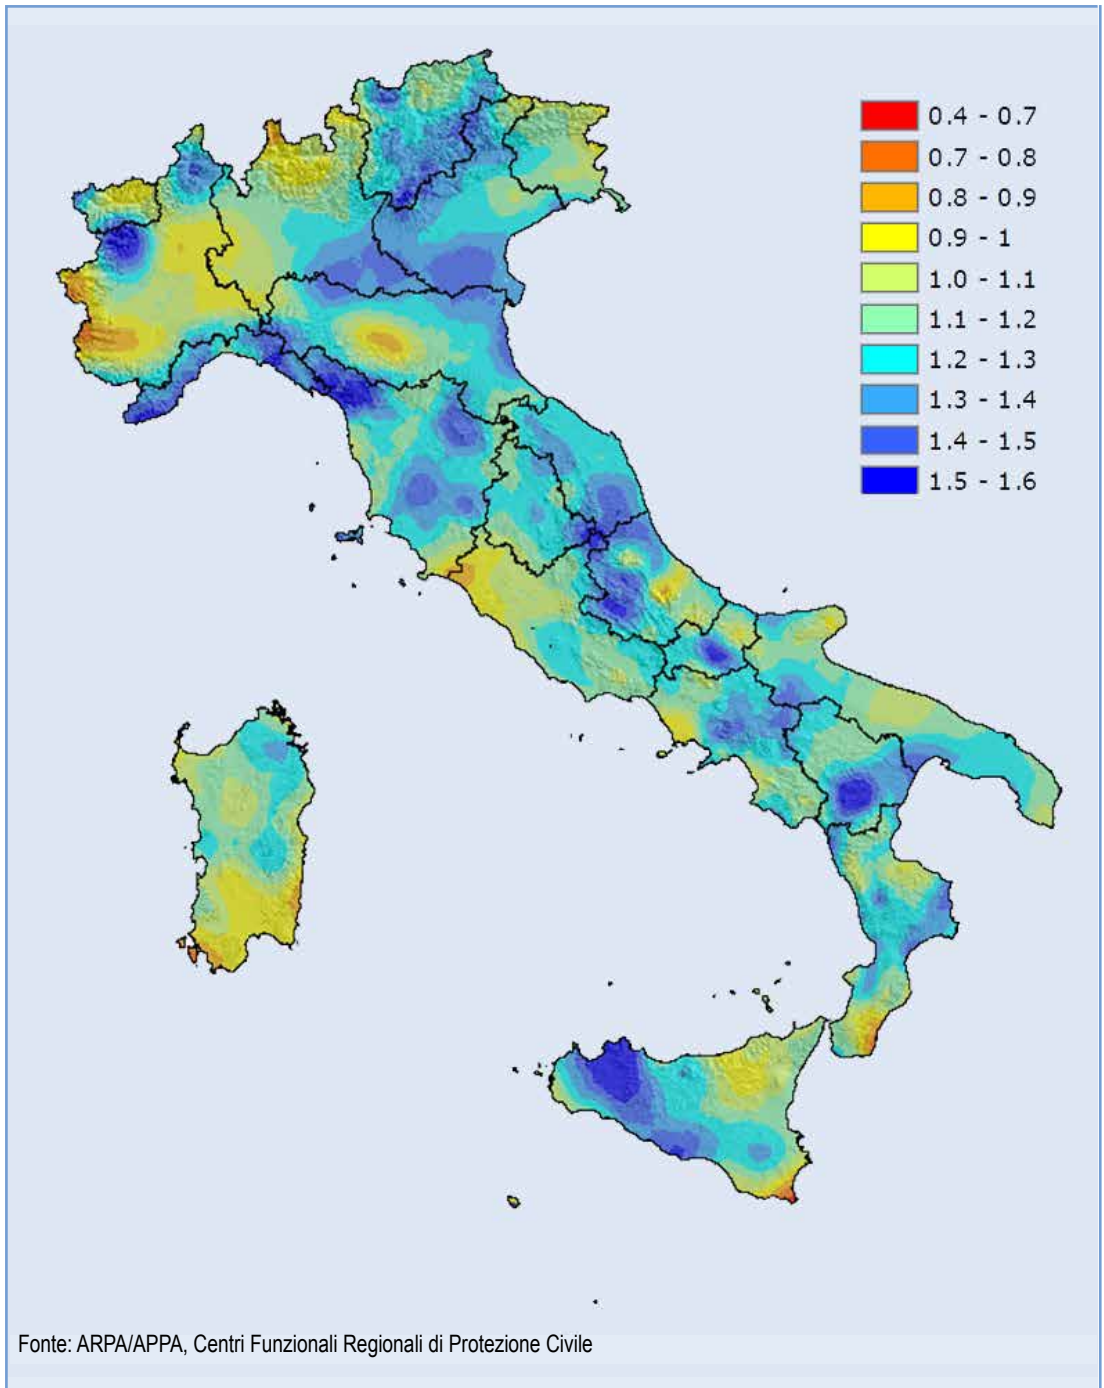 0.4 - 0.7
0.7 - 0.8
0.8 - 0.9
0.9 - 1
1.0 - 1.1
1.1 - 1.2
1.2 - 1.3
1.3 - 1.4
1.4 - 1.5
1.5 - 1.6
Fonte: ARPA/APPA, Centri Funzionali Regionali di Protezione Civile